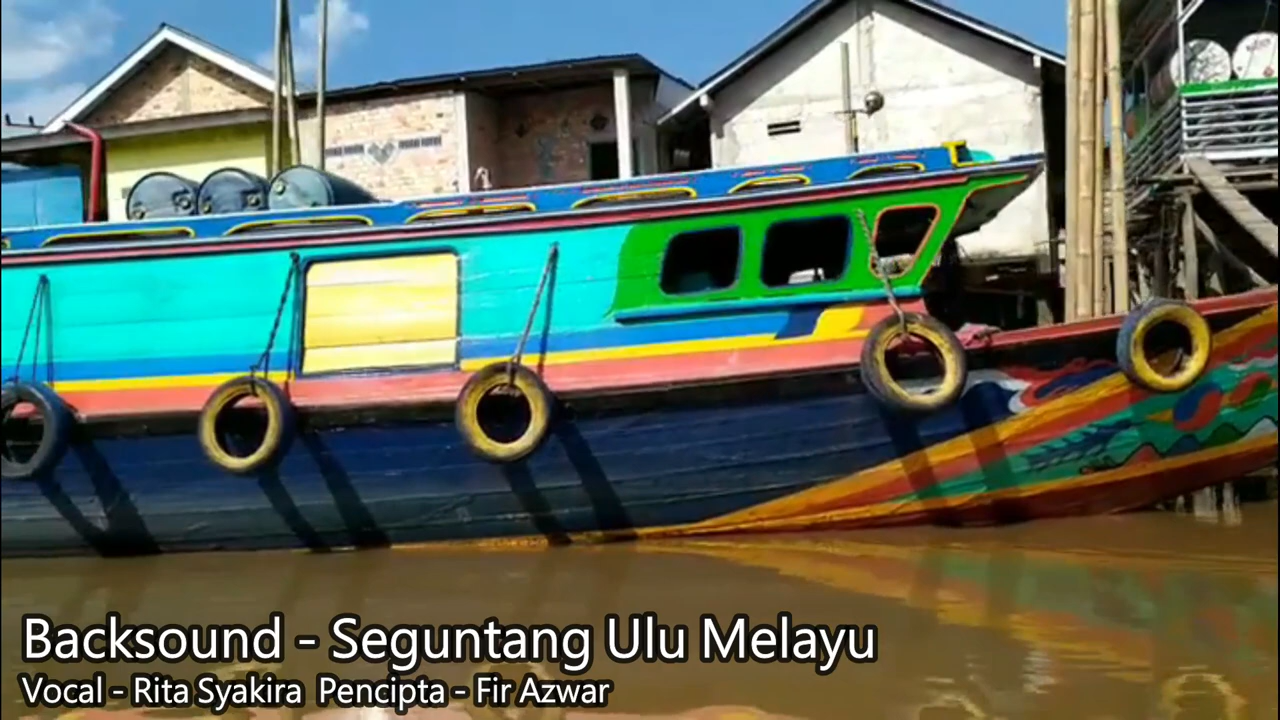 Backsound - Seguntang Ulu Melayu
Vocal - Rita Syakira Pencipta - Fir Azwar